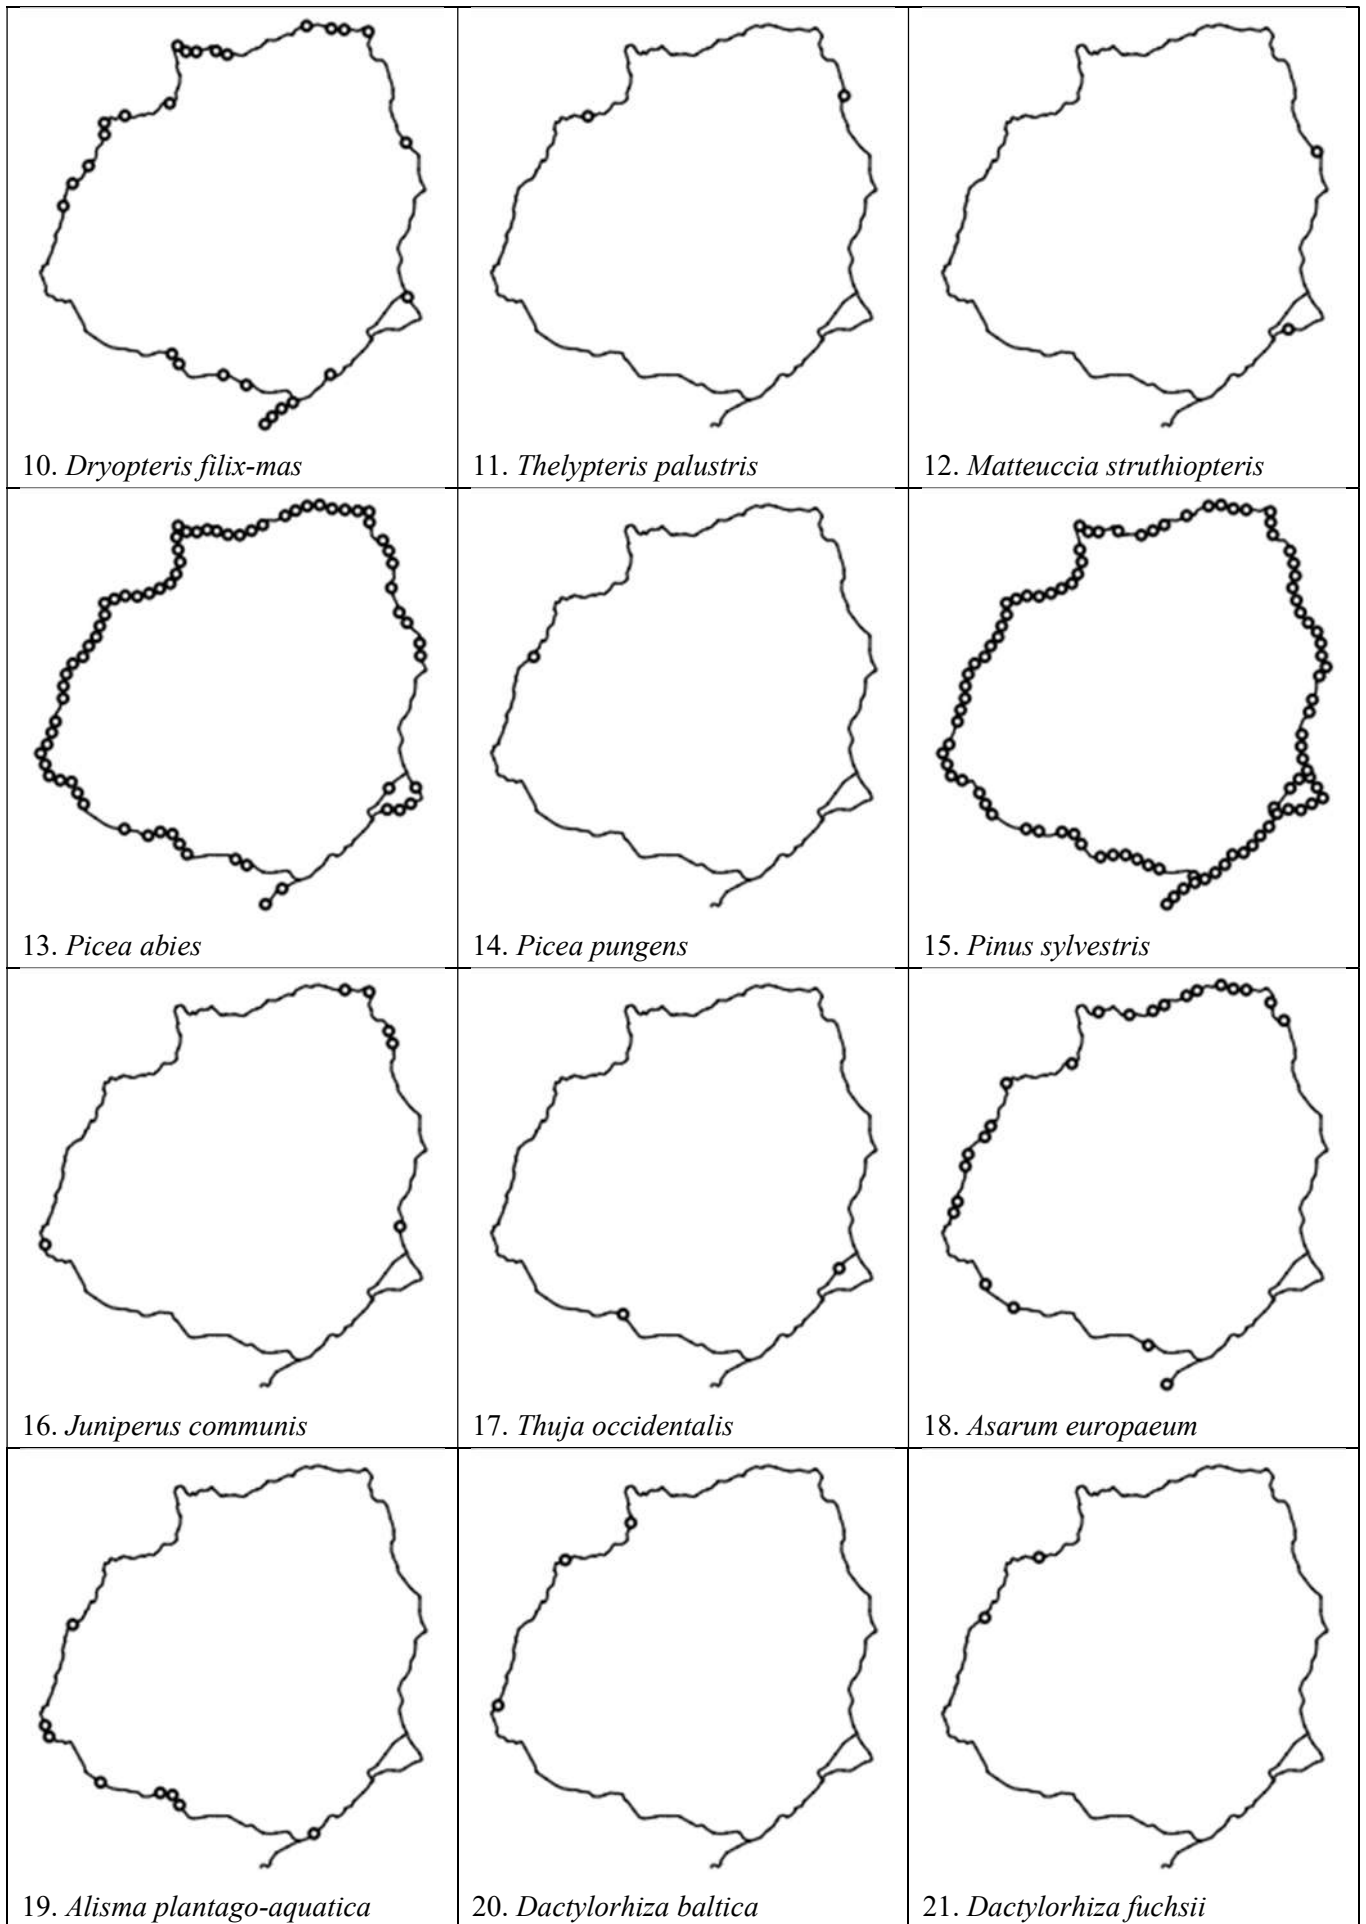 10. Dryopteris filix-mas
11. Thelypteris palustris
12. Matteuccia struthiopteris
13. Picea abies
14. Picea pungens
15. Pinus sylvestris
16. Juniperus communis
17. Thuja occidentalis
18. Asarum europaeum
19. Alisma plantago-aquatica
20. Dactylorhiza baltica
21. Dactylorhiza fuchsii